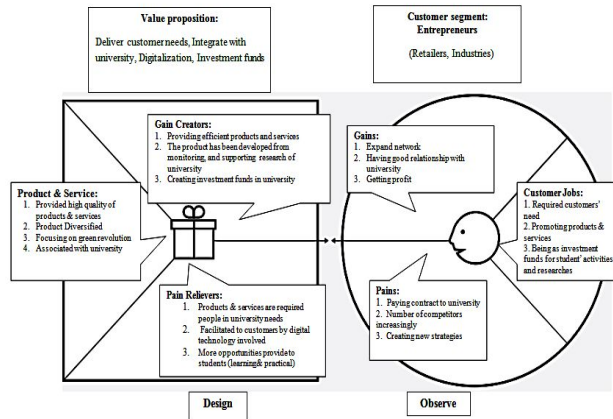 Value proposition:
Deliver customer needs, Integrate with
university, Digitalization, Investment funds
Customer segment:
Entrepreneurs
(Retailers, Industries)
Gain Creators:
1. Providing efficient products and services
2. The product has been developed from
monitoring, and supporting research of
university
3. Creating investment funds in university
Product & Service:
1. Provided high quality of
products & services
2. Product Diversified
3. Focusing on green revolution
4. Associated with university
Pain Relievers:
1. Products & services are required
people in university needs
2. Facilitated to customers by digital
technology involved
3. More opportunities provide to
students (learning& practical)
Gains:
1. Expand network
2. Having good relationship with
university
3. Getting profit
Customer Jobs:
1. Required customers'
need
2. Promoting products &
services
3. Being as investment
funds for student' activities
and researches
Pains:
1. Paying contract to university
2. Number of competitors
increasingly
3. Creating new strategies
Design
Observe